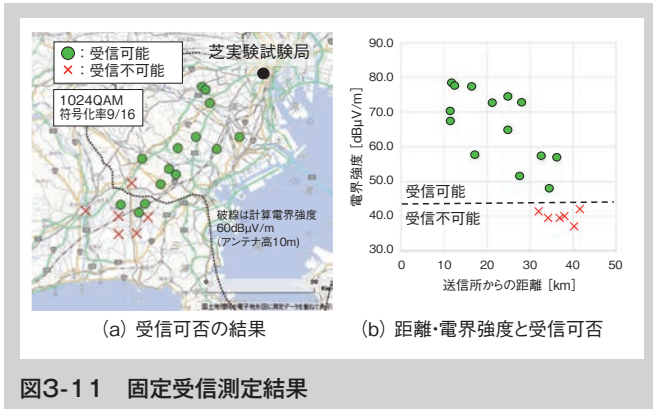 ○：受信可能
×：受信不可能
芝実験試験局
1024QAM
符号化率9/16
破線は計算電界強度
60dBμV/m
(アンテナ高10m)
(a) 受信可否の結果
電界強度 [dBμV/m]
90.0
80.0
70.0
60.0
50.0
40.0
30.0
受信可能
受信不可能
0
10
20
30
40
50
送信所からの距離 [km]
(b) 距離・電界強度と受信可否
図3-11 固定受信測定結果